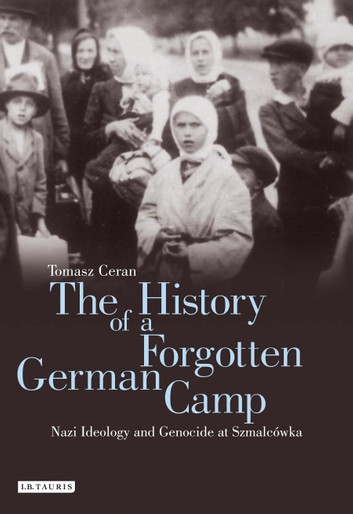 Tomasz Ceran
The History
of a
Forgotten
German
Camp
Nazi Ideology and Genocide at Szmalcówka
I.B.TAURIS